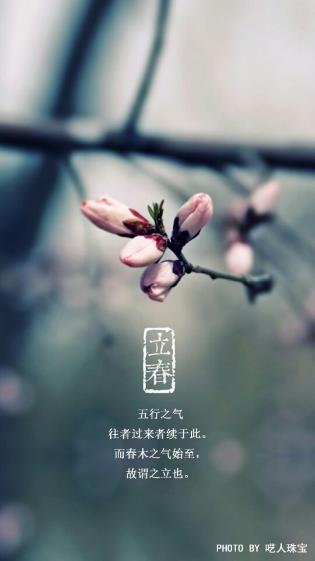 立春
五行之气
往者过来者续于此。
而春木之气始至，
故谓之立也。
PHOTO BY 呓人珠宝